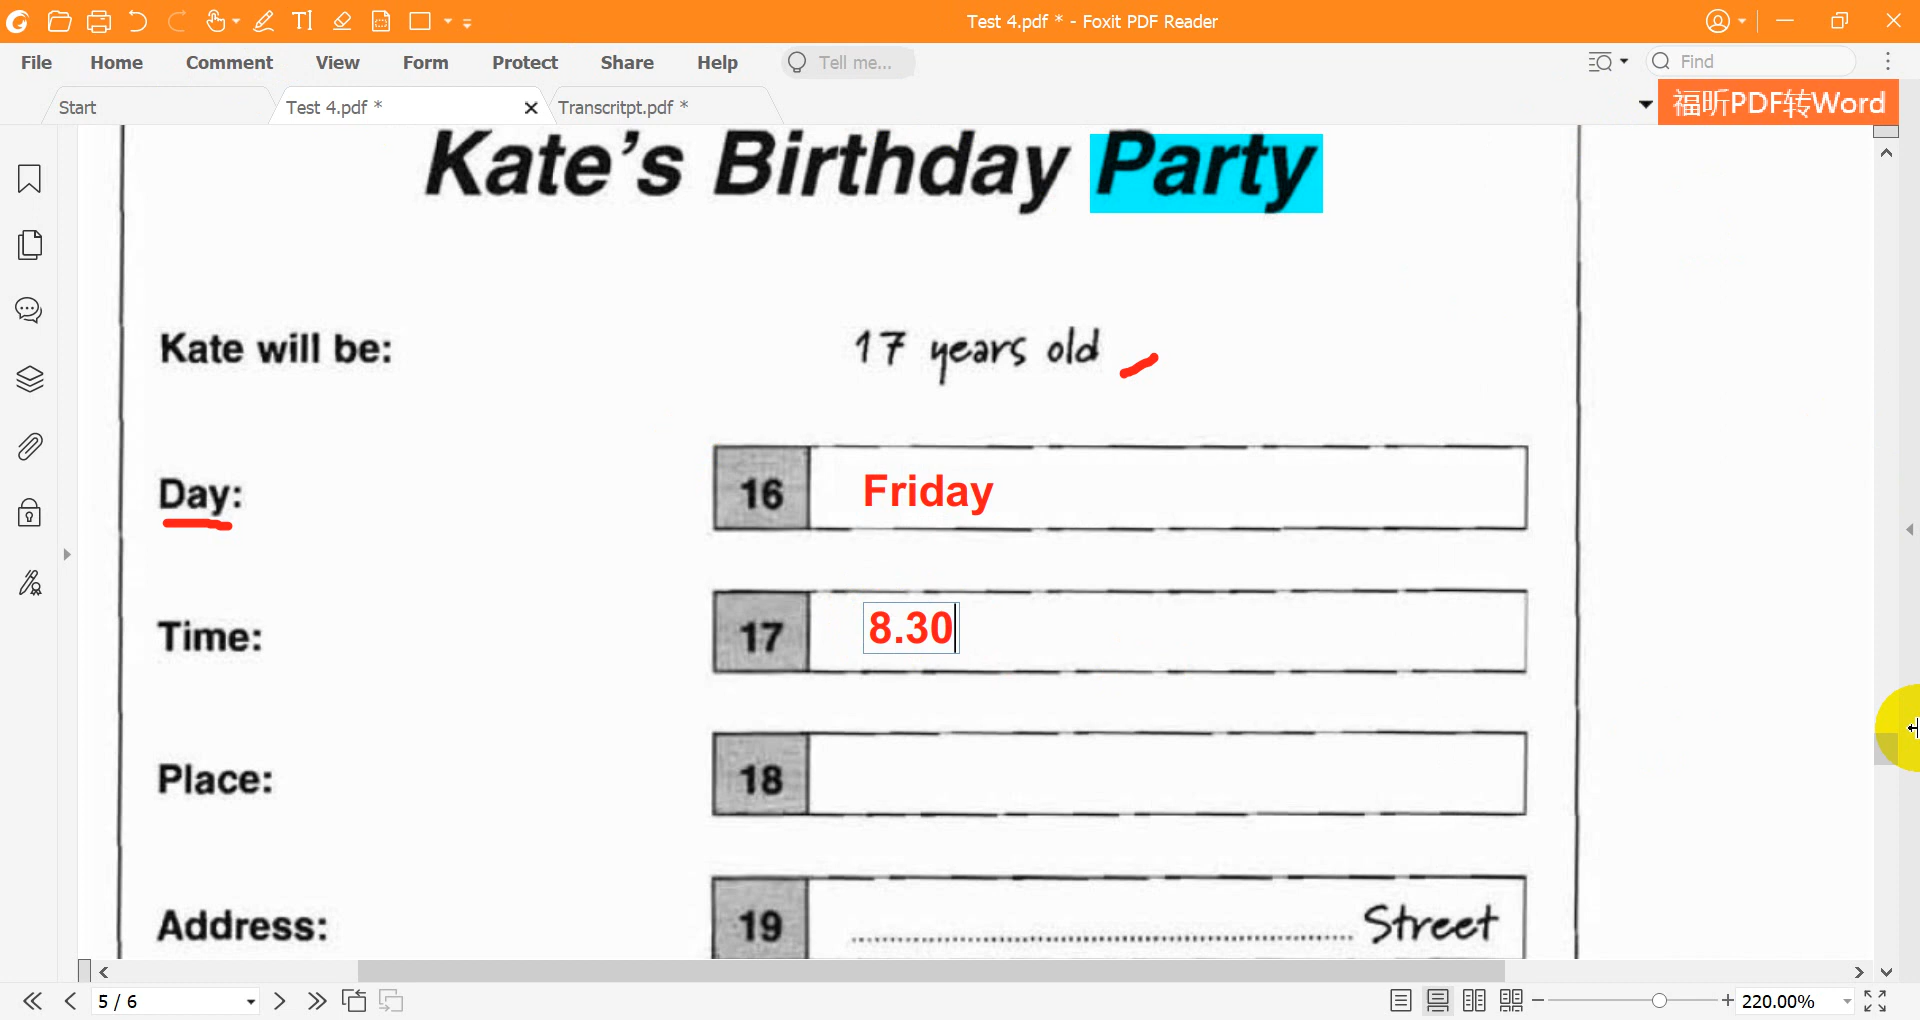 Test 4.pdf * - Foxit PDF Reader
File Home Comment View Form Protect Share Help Tell me... Find
Start Test 4.pdf * Transcritpt.pdf * 福昕PDF转Word
Kate's Birthday Party
Kate will be: 17 years old
Day: 16 Friday
Time: 17 8.30
Place: 18
Address: 19 Street
5 / 6 220.00%